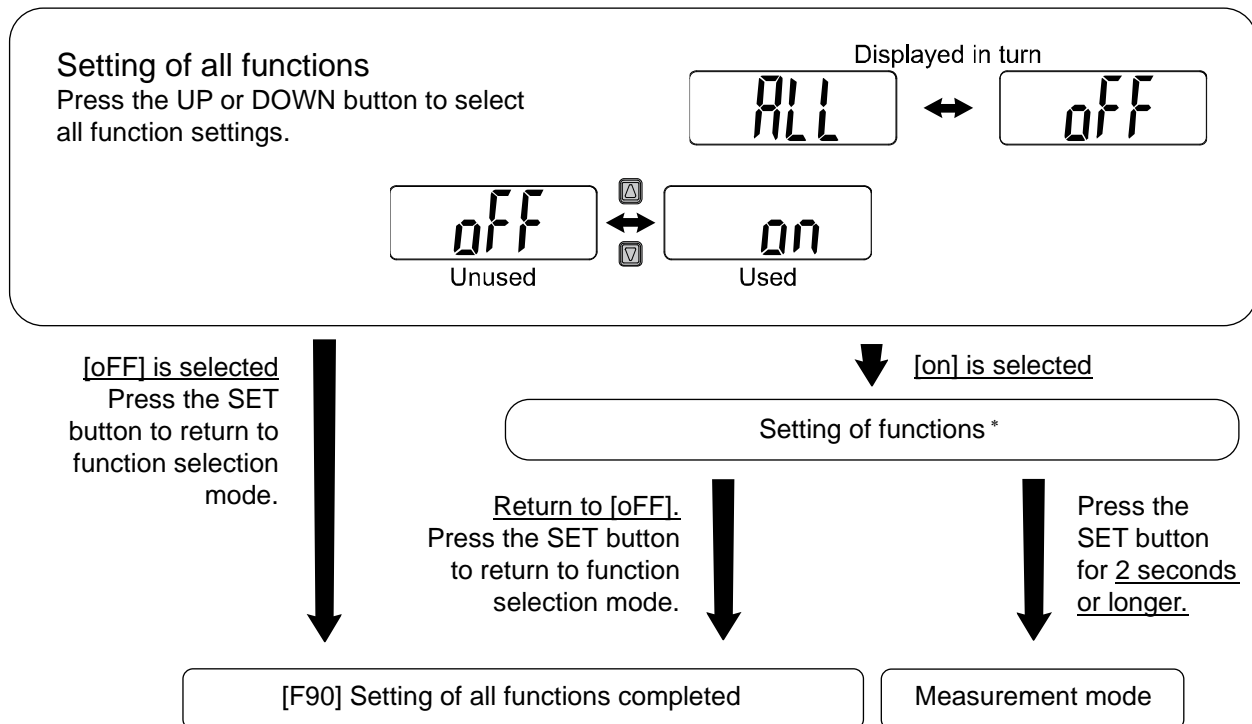 Setting of all functions
Press the UP or DOWN button to select
all function settings.
Displayed in turn
ALL
oFF
oFF
on
Unused
Used
[oFF] is selected
Press the SET
button to return to
function selection
mode.
[on] is selected
Setting of functions*
Return to [oFF].
Press the SET button
to return to function
selection mode.
Press the
SET button
for 2 seconds
or longer.
[F90] Setting of all functions completed
Measurement mode